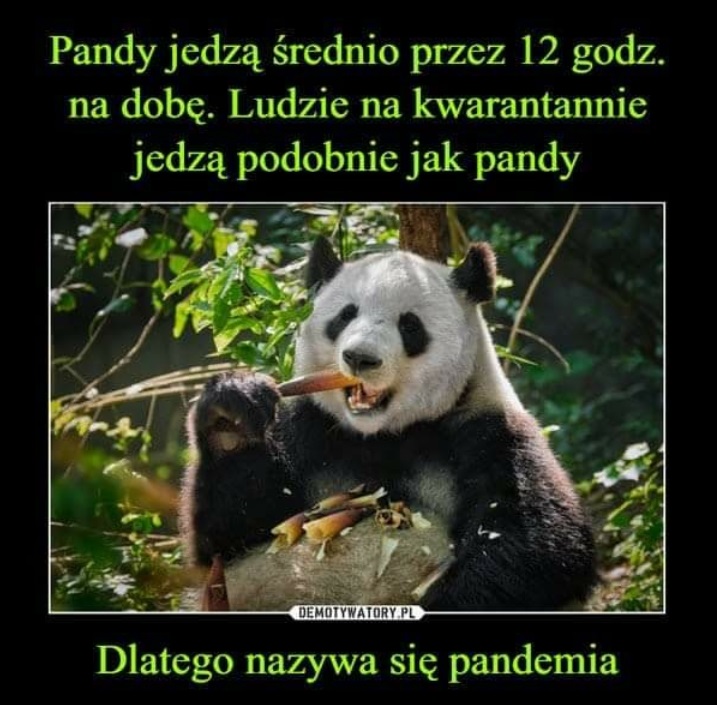 Pandy jedzą średnio przez 12 godz.
na dobę. Ludzie na kwarantannie
jedzą podobnie jak pandy
DEMOTYWATORY.PL
Dlatego nazywa się pandemia